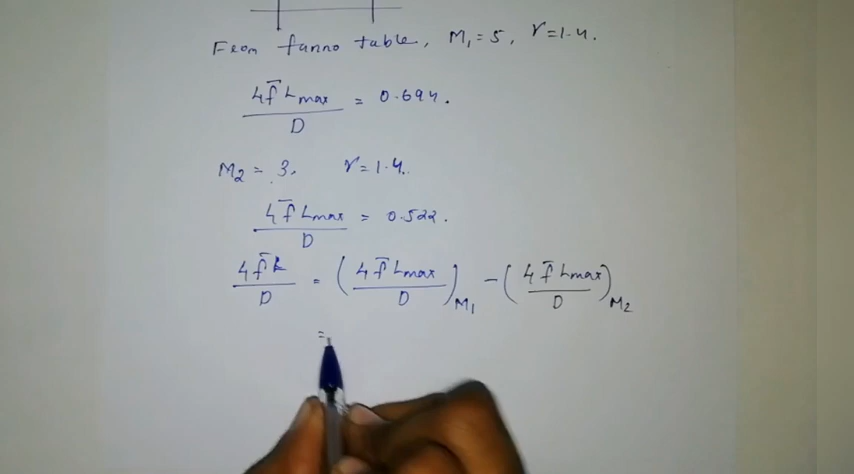 From fanno table, M₁ = 5, γ = 1.4.
4f̄Lmax / D = 0.694.
M₂ = 3, γ = 1.4.
4f̄Lmax / D = 0.522.
4f̄L / D = (4f̄Lmax / D)M₁ − (4f̄Lmax / D)M₂
=